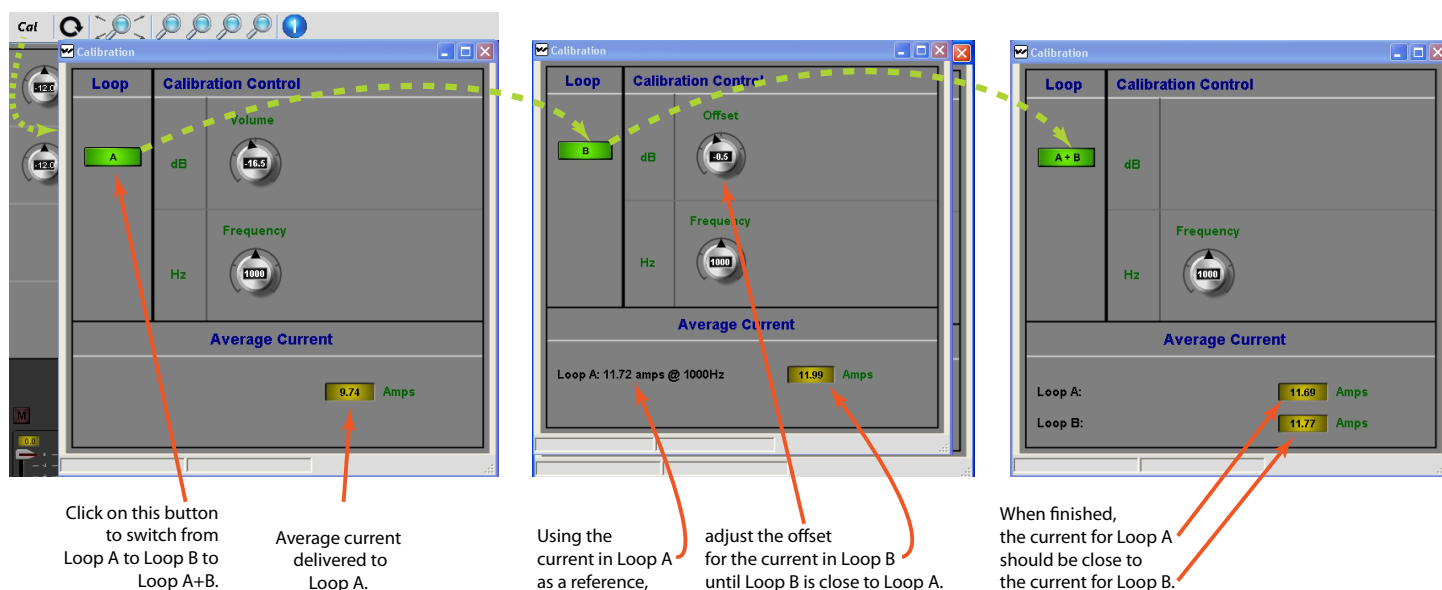 Cal
1
-12.0
-12.0
M
0.0
Calibration
Loop
Calibration Control
A
Volume
dB
-16.5
Frequency
Hz
1000
Average Current
9.74 Amps
Calibration
Loop
Calibration Control
B
Offset
dB
-0.5
Frequency
Hz
1000
Average Current
Loop A: 11.72 amps @ 1000Hz
11.99 Amps
Calibration
Loop
Calibration Control
A + B
dB
Frequency
Hz
1000
Average Current
Loop A: 11.69 Amps
Loop B: 11.77 Amps
Click on this button
to switch from
Loop A to Loop B to
Loop A+B.
Average current
delivered to
Loop A.
Using the
current in Loop A
as a reference,
adjust the offset
for the current in Loop B
until Loop B is close to Loop A.
When finished,
the current for Loop A
should be close to
the current for Loop B.